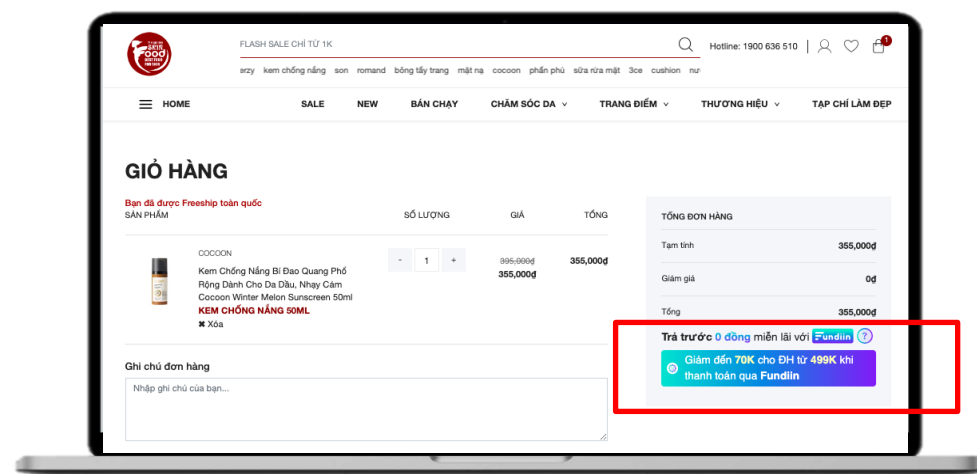 Food
FLASH SALE CHỈ TỪ 1K
Hotline: 1900 636 510
1
erzy kem chống nắng son romand bông tẩy trang mặt nạ cocoon phấn phủ sữa rửa mặt 3ce cushion
HOME SALE NEW BÁN CHẠY CHĂM SÓC DA TRANG ĐIỂM THƯƠNG HIỆU TẠP CHÍ LÀM ĐẸP
GIỎ HÀNG
Bạn đã được Freeship toàn quốc
SẢN PHẨM SỐ LƯỢNG GIÁ TỔNG
COCOON
Kem Chống Nắng Bí Đao Quang Phổ
Rộng Dành Cho Da Dầu, Nhạy Cảm
Cocoon Winter Melon Sunscreen 50ml
KEM CHỐNG NẮNG 50ML
✖ Xóa
- 1 +
395,000₫
355,000₫
355,000₫
Ghi chú đơn hàng
Nhập ghi chú của bạn...
TỔNG ĐƠN HÀNG
Tạm tính 355,000₫
Giảm giá 0₫
Tổng 355,000₫
Trả trước 0 đồng miễn lãi với Fundiin ?
Giảm đến 70K cho ĐH từ 499K khi
thanh toán qua Fundiin